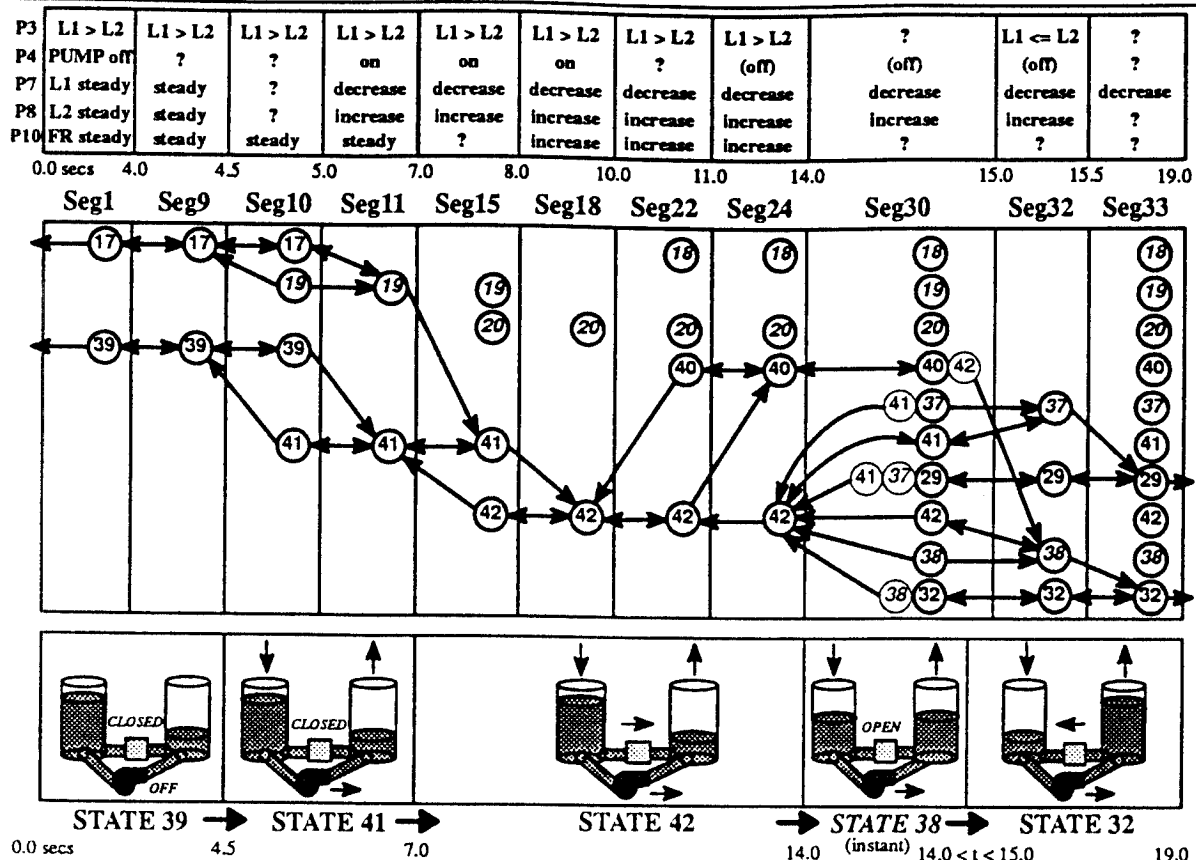 P3 L1 > L2 L1 > L2 L1 > L2 L1 > L2 L1 > L2 L1 > L2 L1 > L2 L1 > L2 ? L1 <= L2 ?
P4 PUMP off ? ? on on on ? (off) (off) (off) ?
P7 L1 steady steady ? decrease decrease decrease decrease decrease decrease decrease decrease
P8 L2 steady steady ? increase increase increase increase increase increase increase ?
P10 FR steady steady steady steady ? increase increase increase ? ? ?
0.0 secs 4.0 4.5 5.0 7.0 8.0 10.0 11.0 14.0 15.0 15.5 19.0
Seg1 Seg9 Seg10 Seg11 Seg15 Seg18 Seg22 Seg24 Seg30 Seg32 Seg33
17 17 17 18 18 18 18
19 19 19 19 19
20 20 20 20 20 20
39 39 39 40 40 40 42 40
41 37 37 37
41 41 41 41 41
41 37 29 29 29
42 42 42 42 42 42
38 38 38
38 32 32 32
CLOSED CLOSED OPEN
OFF
STATE 39 STATE 41 STATE 42 STATE 38 STATE 32
(instant)
0.0 secs 4.5 7.0 14.0 14.0 < t < 15.0 19.0